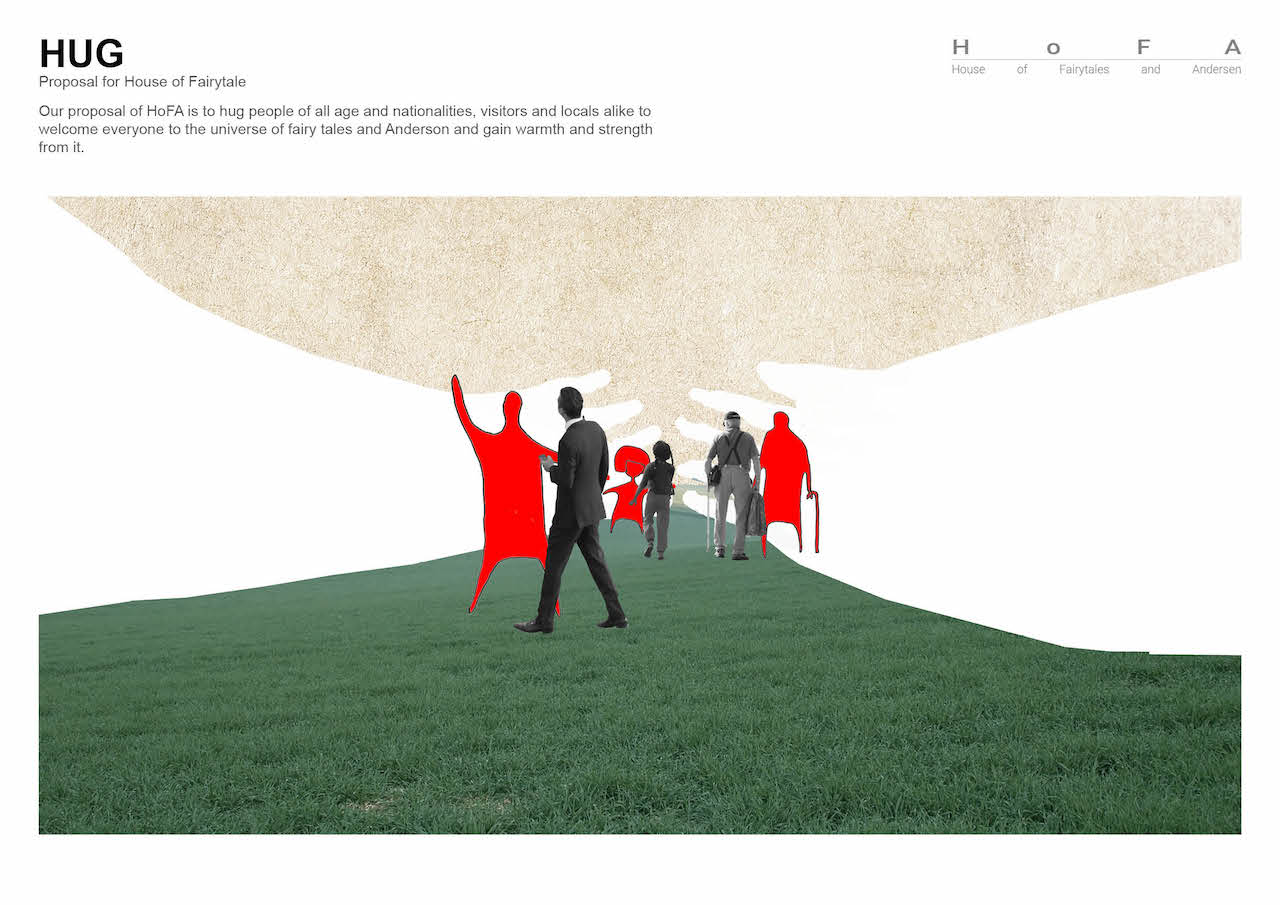 HUG
Proposal for House of Fairytale
Our proposal of HoFA is to hug people of all age and nationalities, visitors and locals alike to
welcome everyone to the universe of fairy tales and Anderson and gain warmth and strength
from it.
H o F A
House of Fairytales and Andersen